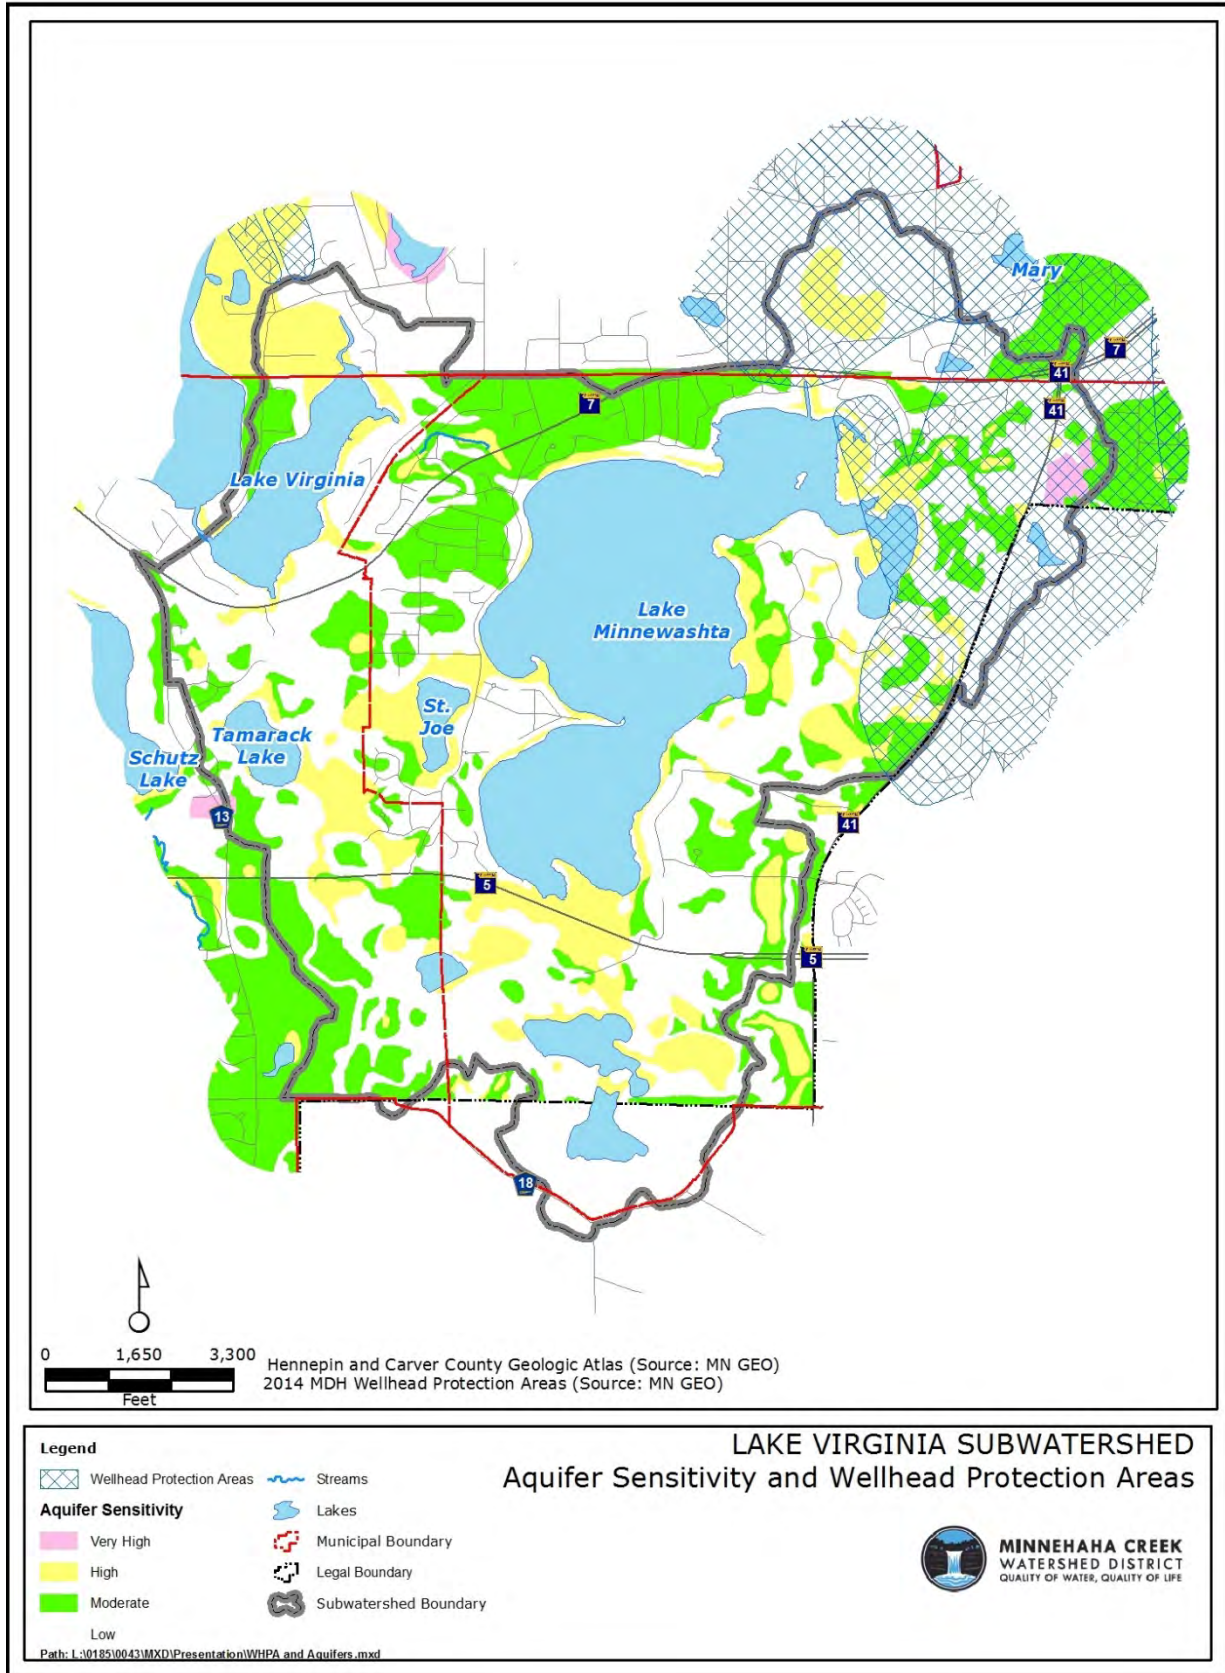 Mary
7
41
41
7
Lake Virginia
Lake
Minnewashta
St.
Joe
Tamarack
Lake
Schutz
Lake
13
41
5
5
18
0 1,650 3,300
Feet
Hennepin and Carver County Geologic Atlas (Source: MN GEO)
2014 MDH Wellhead Protection Areas (Source: MN GEO)
Legend
Wellhead Protection Areas
Aquifer Sensitivity
Very High
High
Moderate
Low
Streams
Lakes
Municipal Boundary
Legal Boundary
Subwatershed Boundary
Path: L:\0185\0043\MXD\Presentation\WHPA and Aquifers.mxd
LAKE VIRGINIA SUBWATERSHED
Aquifer Sensitivity and Wellhead Protection Areas
MINNEHAHA CREEK
WATERSHED DISTRICT
QUALITY OF WATER, QUALITY OF LIFE